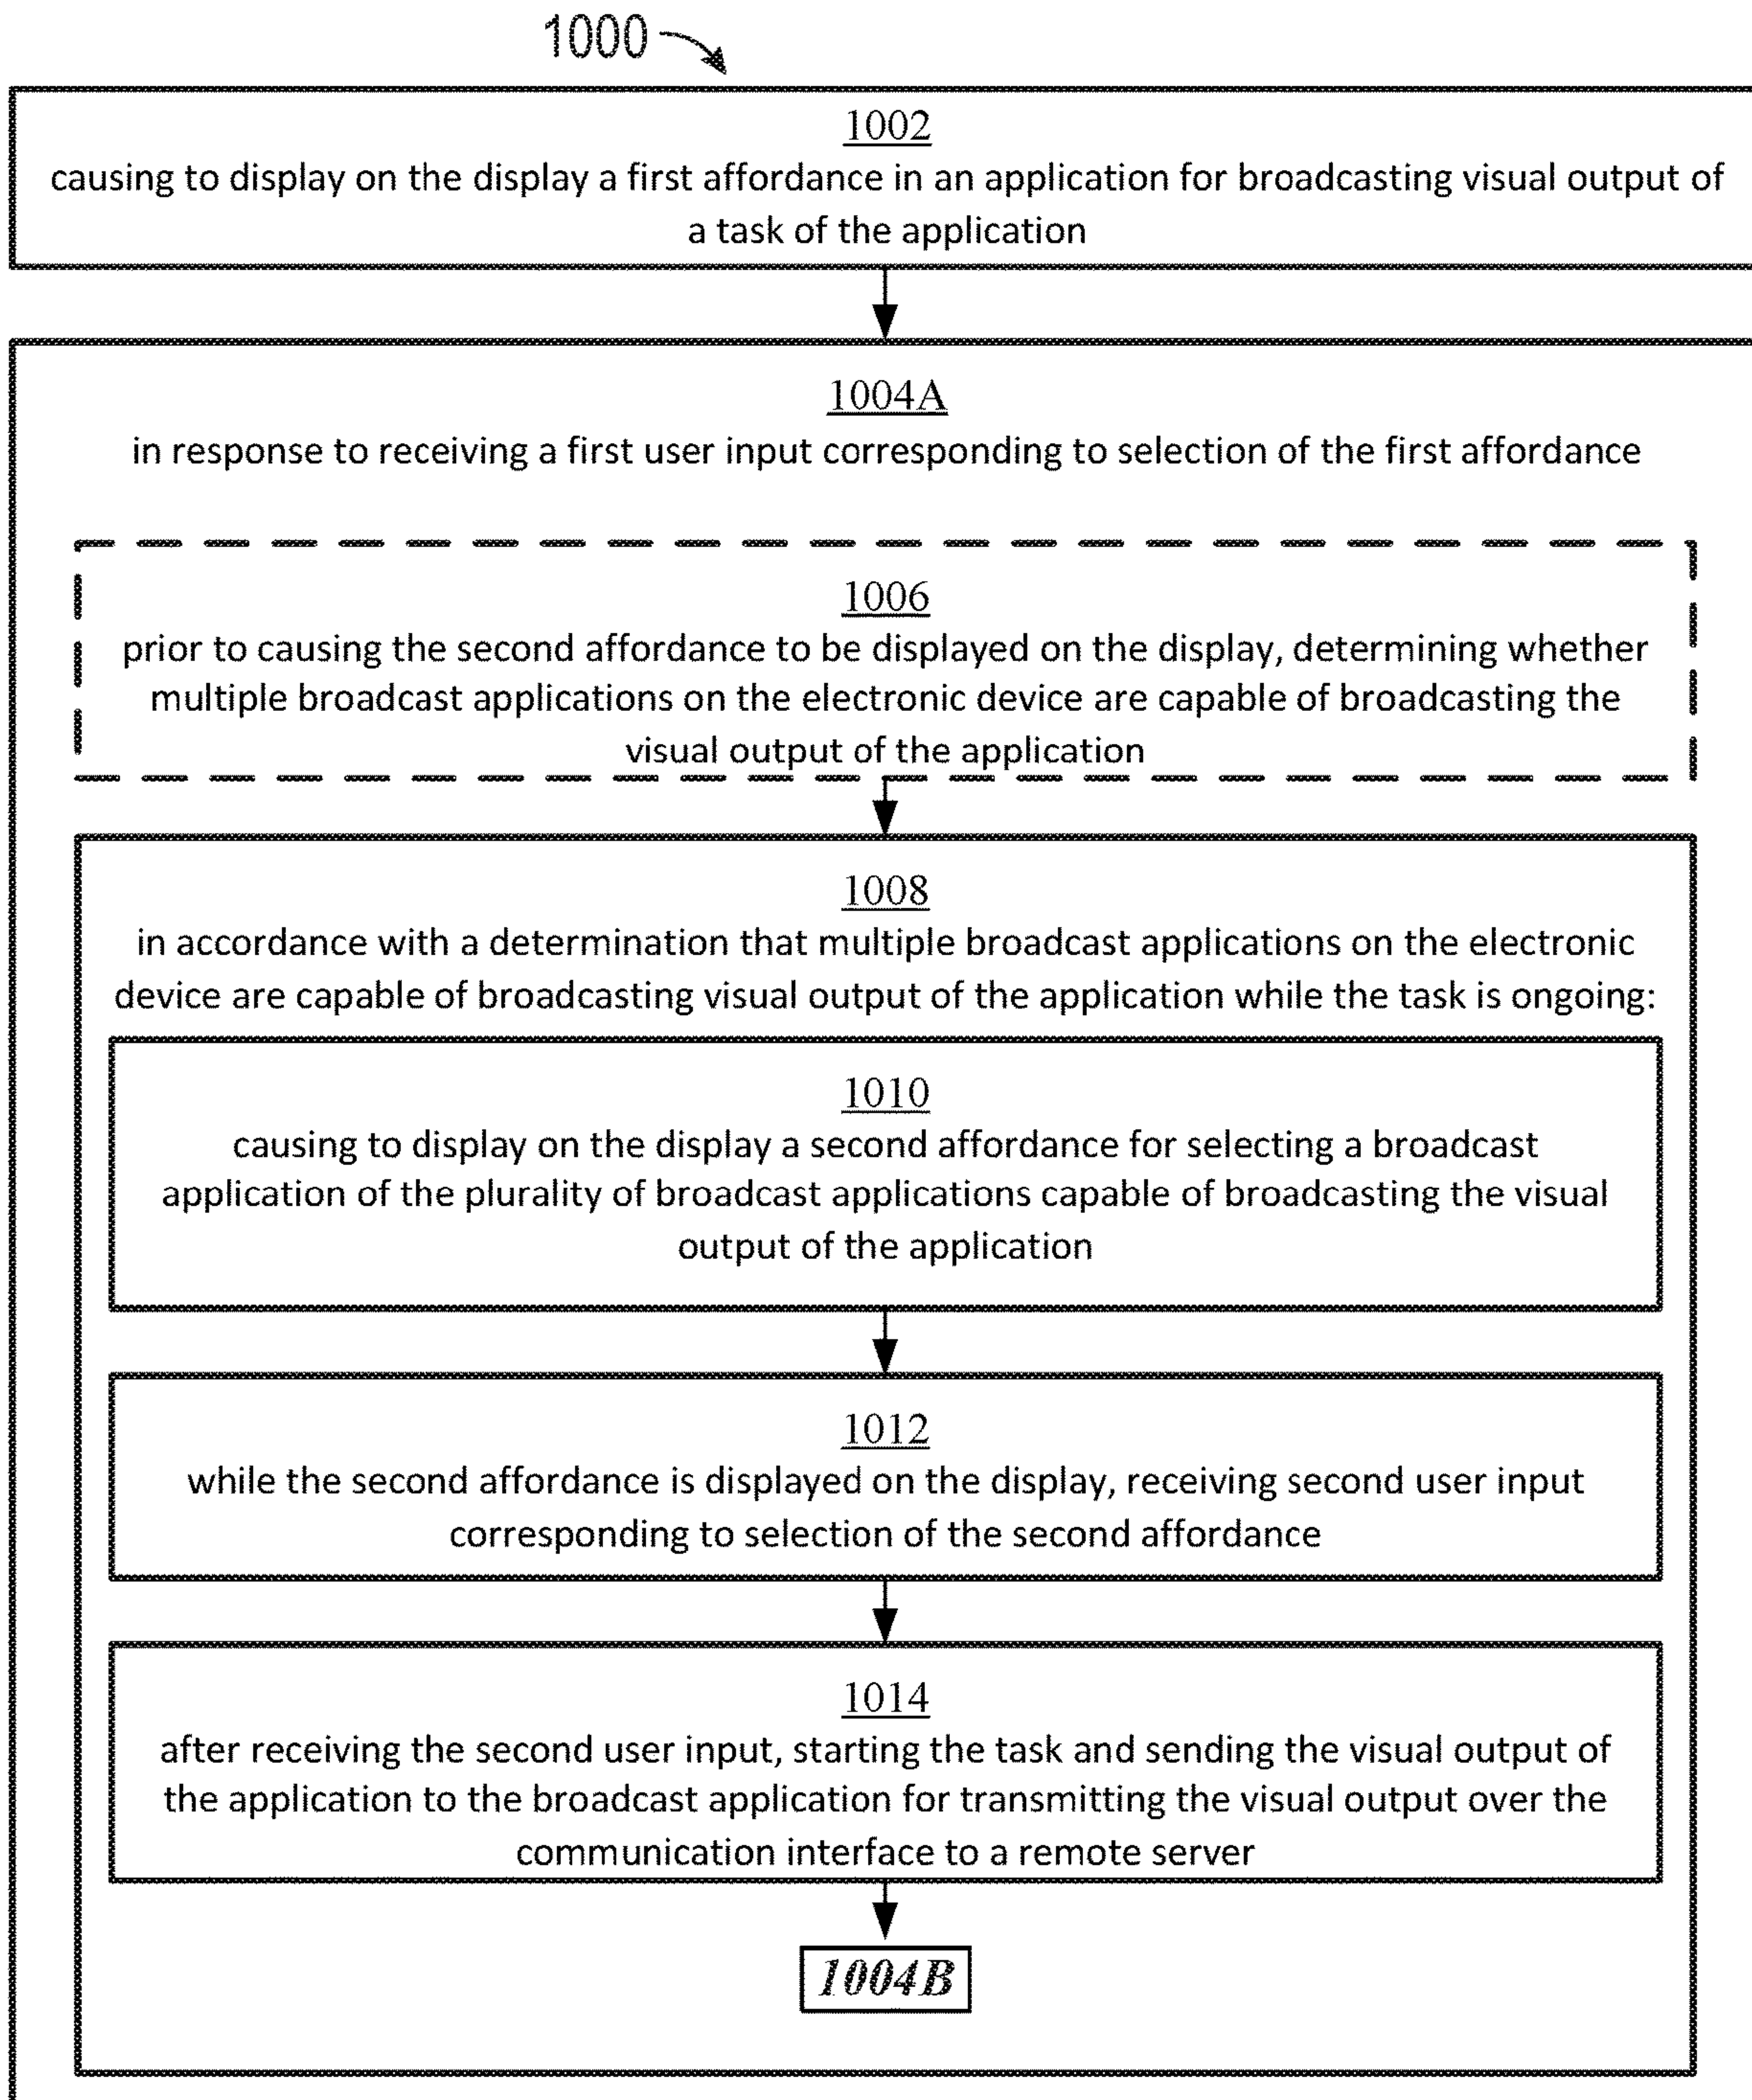 1000
1002
causing to display on the display a first affordance in an application for broadcasting visual output of
a task of the application
1004A
in response to receiving a first user input corresponding to selection of the first affordance
1006
prior to causing the second affordance to be displayed on the display, determining whether
multiple broadcast applications on the electronic device are capable of broadcasting the
visual output of the application
1008
in accordance with a determination that multiple broadcast applications on the electronic
device are capable of broadcasting visual output of the application while the task is ongoing:
1010
causing to display on the display a second affordance for selecting a broadcast
application of the plurality of broadcast applications capable of broadcasting the visual
output of the application
1012
while the second affordance is displayed on the display, receiving second user input
corresponding to selection of the second affordance
1014
after receiving the second user input, starting the task and sending the visual output of
the application to the broadcast application for transmitting the visual output over the
communication interface to a remote server
1004B